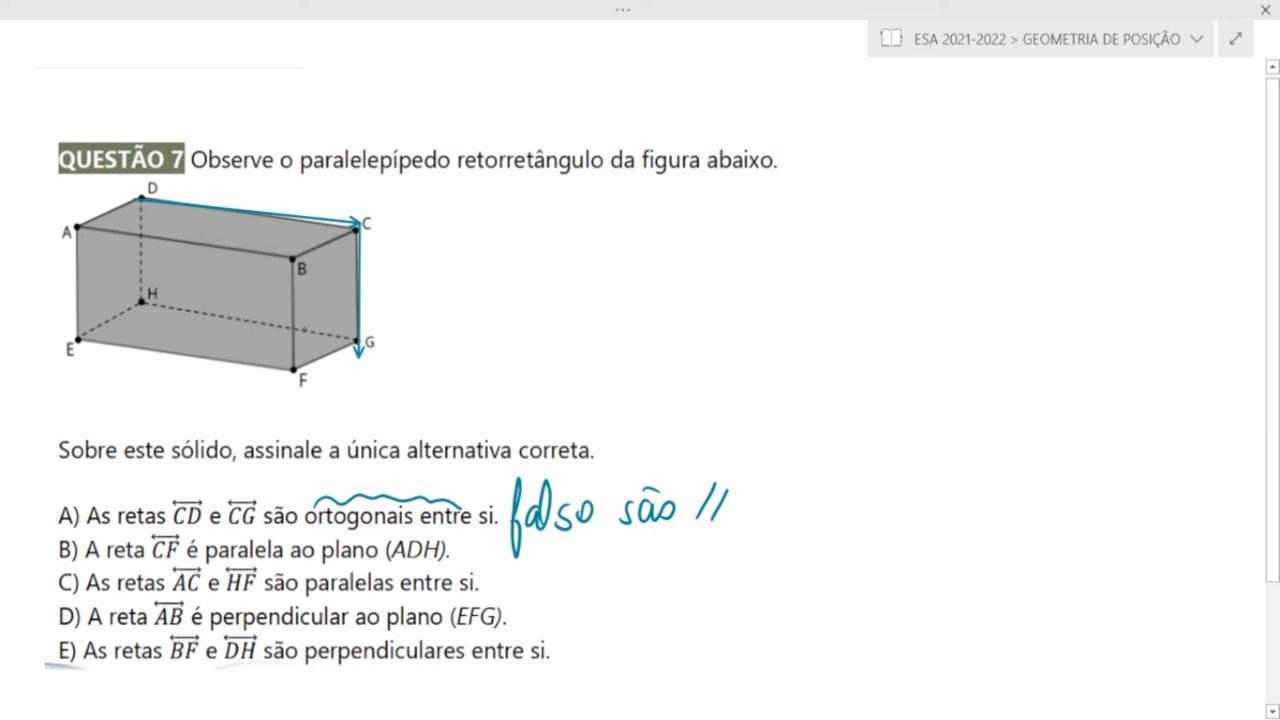 ESA 2021-2022 > GEOMETRIA DE POSIÇÃO
QUESTÃO 7 Observe o paralelepípedo retorretângulo da figura abaixo.
D
C
A
B
H
E
G
F
Sobre este sólido, assinale a única alternativa correta.
A) As retas CD e CG são ortogonais entre si. falso são //
B) A reta CF é paralela ao plano (ADH).
C) As retas AC e HF são paralelas entre si.
D) A reta AB é perpendicular ao plano (EFG).
E) As retas BF e DH são perpendiculares entre si.